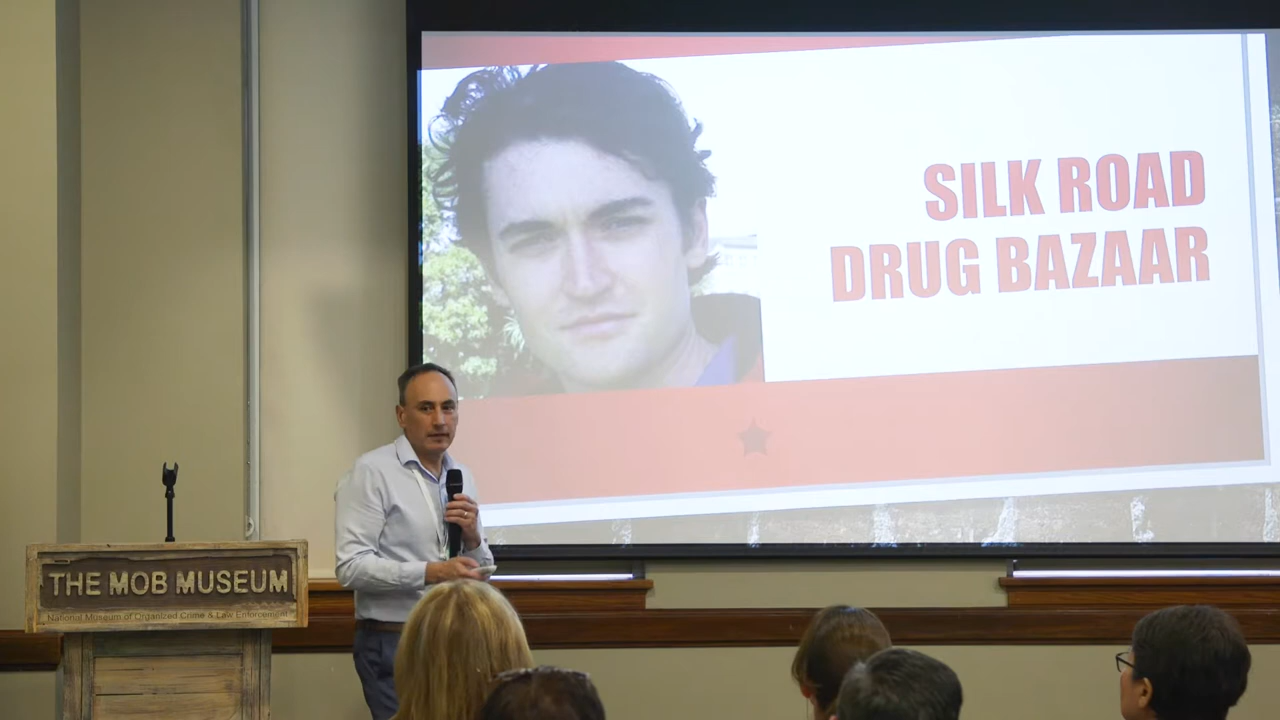 SILK ROAD
DRUG BAZAAR
THE MOB MUSEUM
National Museum of Organized Crime & Law Enforcement